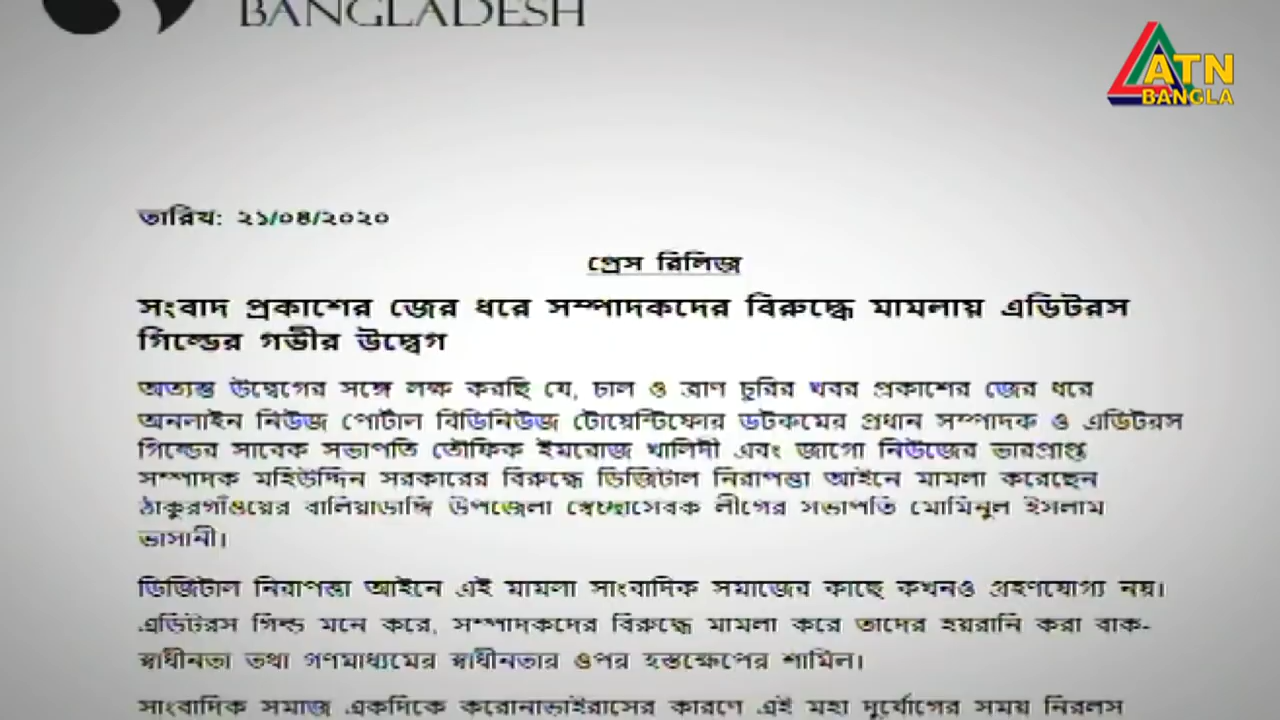 BANGLADESH
ATN
BANGLA
তারিখ: ২১/০৪/২০২০
প্রেস রিলিজ
সংবাদ প্রকাশের জের ধরে সম্পাদকদের বিরুদ্ধে মামলায় এডিটরস
গিল্ডের গভীর উদ্বেগ
অত্যন্ত উদ্বেগের সঙ্গে লক্ষ করছি যে, চাল ও ত্রাণ চুরির খবর প্রকাশের জের ধরে
অনলাইন নিউজ পোর্টাল বিডিনিউজ টোয়েন্টিফোর ডটকমের প্রধান সম্পাদক ও এডিটরস
গিল্ডের সাবেক সভাপতি তৌফিক ইমরোজ খালিদী এবং জাগো নিউজের ভারপ্রাপ্ত
সম্পাদক মহিউদ্দিন সরকারের বিরুদ্ধে ডিজিটাল নিরাপত্তা আইনে মামলা করেছেন
ঠাকুরগাঁওয়ের বালিয়াডাঙ্গি উপজেলা স্বেচ্ছাসেবক লীগের সভাপতি মোমিনুল ইসলাম
ভাসানী।
ডিজিটাল নিরাপত্তা আইনে এই মামলা সাংবাদিক সমাজের কাছে কখনও গ্রহণযোগ্য নয়।
এডিটরস গিল্ড মনে করে, সম্পাদকদের বিরুদ্ধে মামলা করে তাদের হয়রানি করা বাক-
স্বাধীনতা তথা গণমাধ্যমের স্বাধীনতার ওপর হস্তক্ষেপের শামিল।
সাংবাদিক সমাজ একদিকে করোনাভাইরাসের কারণে এই মহা দুর্যোগের সময় নিরলস